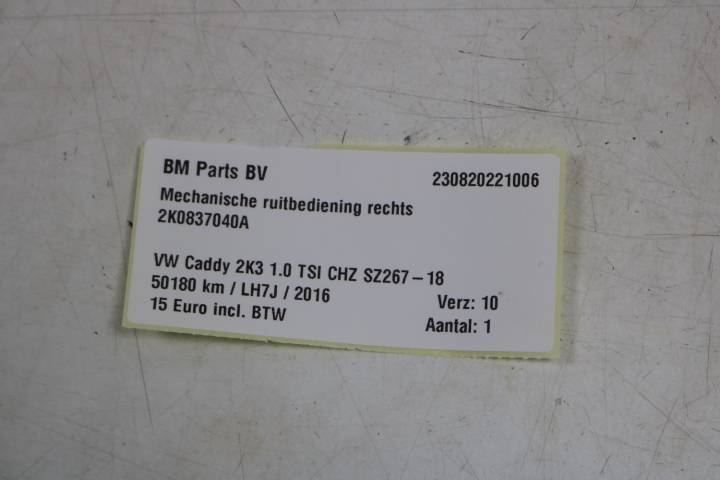 BM Parts BV 230820221006
Mechanische ruitbediening rechts
2K0837040A
VW Caddy 2K3 1.0 TSI CHZ SZ267-18
50180 km / LH7J / 2016 Verz: 10
15 Euro incl. BTW Aantal: 1